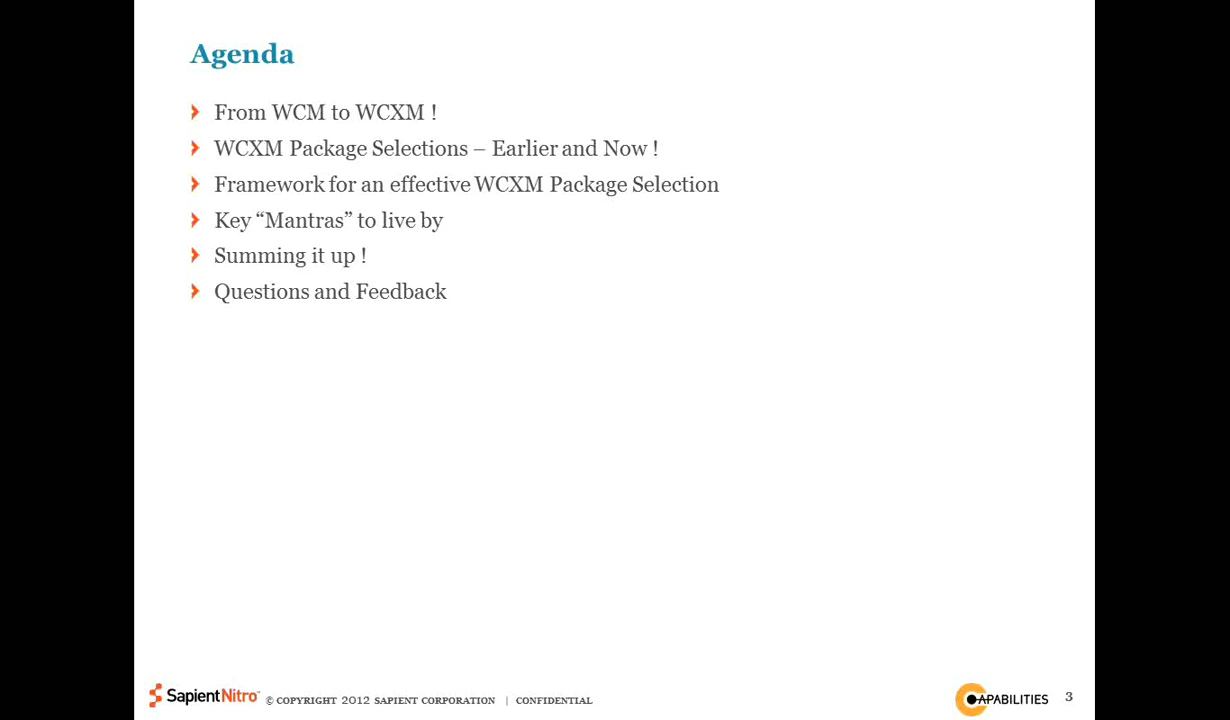 Agenda
From WCM to WCXM !
WCXM Package Selections – Earlier and Now !
Framework for an effective WCXM Package Selection
Key “Mantras” to live by
Summing it up !
Questions and Feedback
SapientNitro™ © COPYRIGHT 2012 SAPIENT CORPORATION | CONFIDENTIAL
CAPABILITIES 3